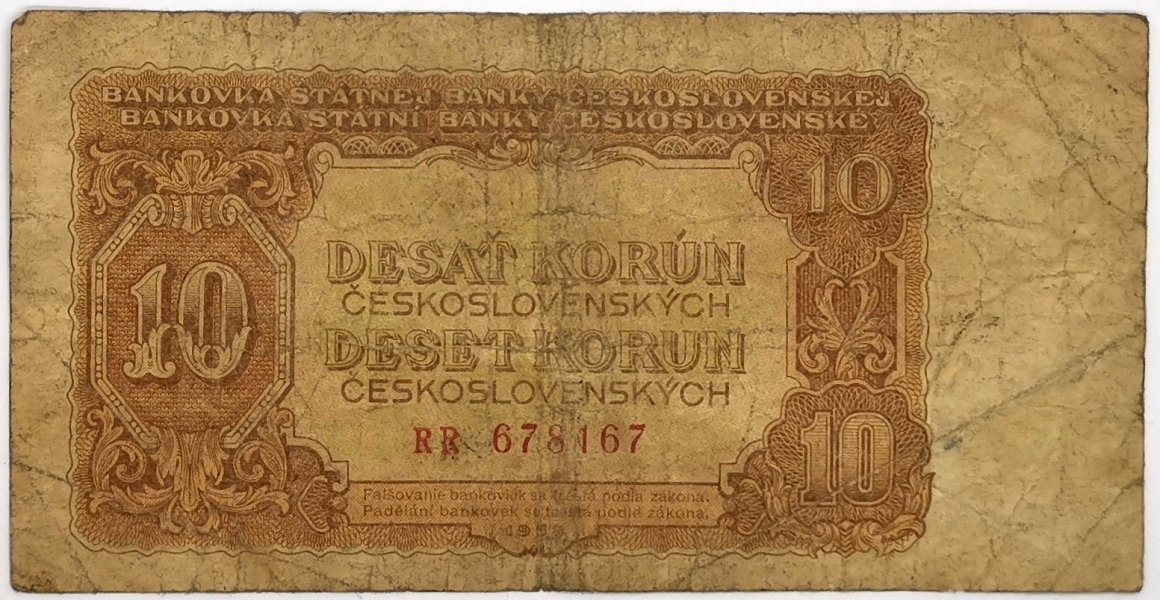 BANKOVKA STÁTNEJ BANKY ČESKOSLOVENSKEJ
BANKOVKA STÁTNÍ BANKY ČESKOSLOVENSKÉ
10
10
DESAŤ KORÚN
ČESKOSLOVENSKÝCH
DESET KORUN
ČESKOSLOVENSKÝCH
RR 678167
10
Falšovanie bankoviek sa trestá podľa zákona.
Padělání bankovek se trestá podle zákona.